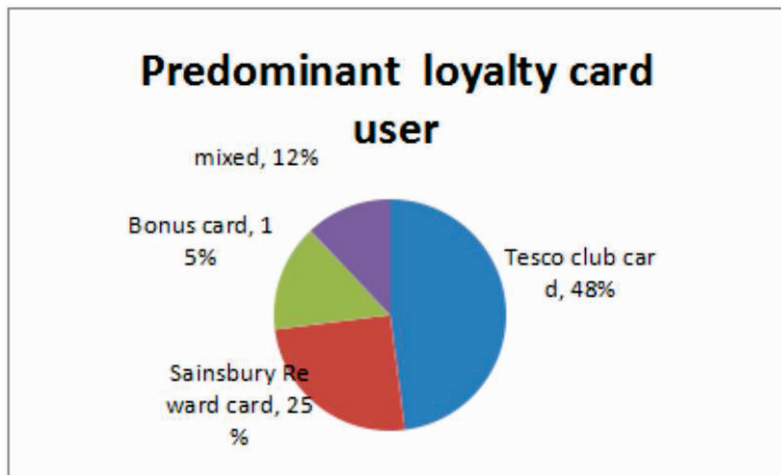 Predominant loyalty card
user
mixed, 12%
Bonus card, 1
5%
Tesco club car
d, 48%
Sainsbury Re
ward card, 25
%